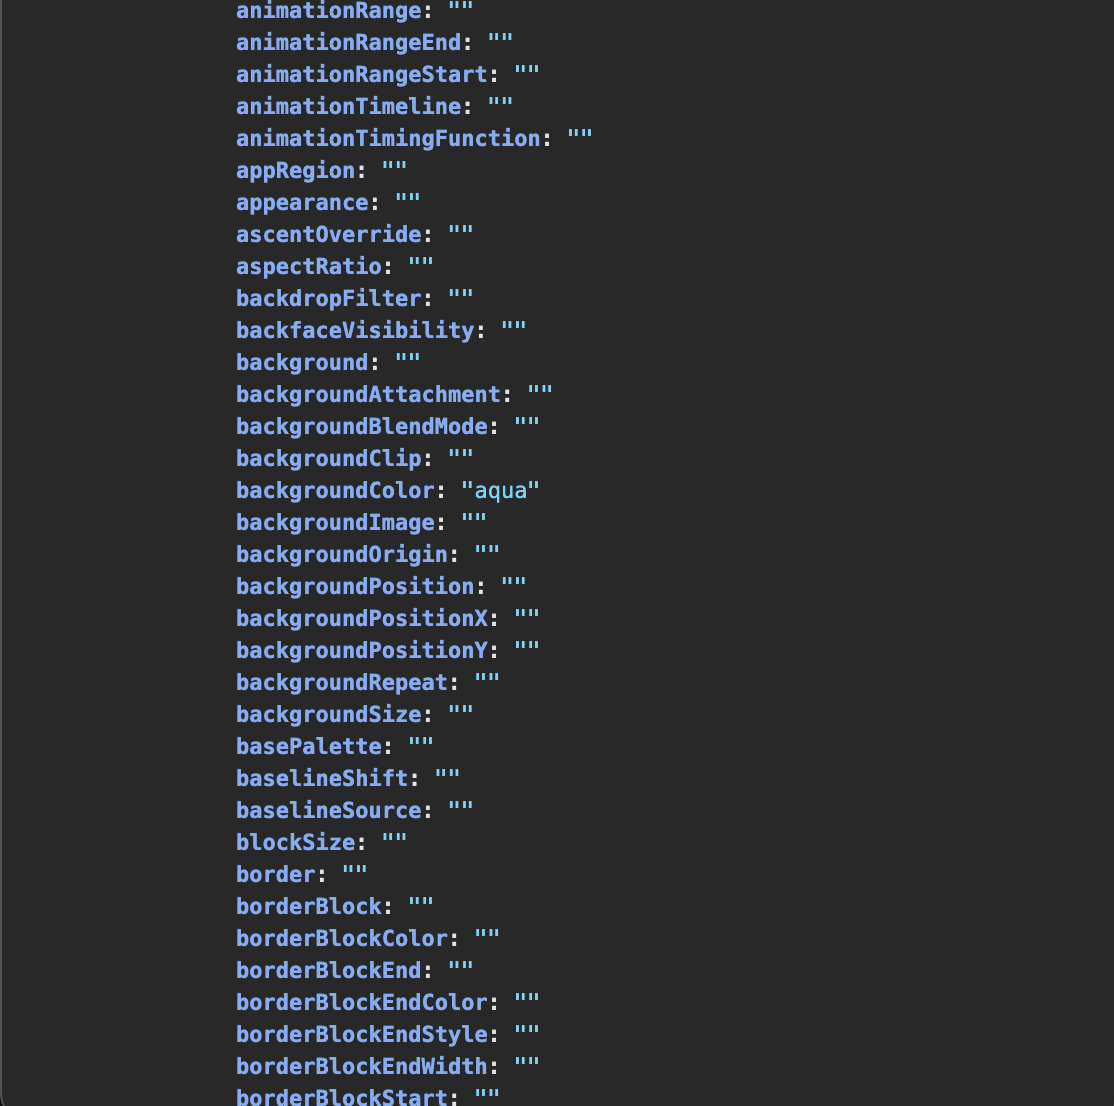 animationRange: ""
animationRangeEnd: ""
animationRangeStart: ""
animationTimeline: ""
animationTimingFunction: ""
appRegion: ""
appearance: ""
ascentOverride: ""
aspectRatio: ""
backdropFilter: ""
backfaceVisibility: ""
background: ""
backgroundAttachment: ""
backgroundBlendMode: ""
backgroundClip: ""
backgroundColor: "aqua"
backgroundImage: ""
backgroundOrigin: ""
backgroundPosition: ""
backgroundPositionX: ""
backgroundPositionY: ""
backgroundRepeat: ""
backgroundSize: ""
basePalette: ""
baselineShift: ""
baselineSource: ""
blockSize: ""
border: ""
borderBlock: ""
borderBlockColor: ""
borderBlockEnd: ""
borderBlockEndColor: ""
borderBlockEndStyle: ""
borderBlockEndWidth: ""
borderBlockStart: ""